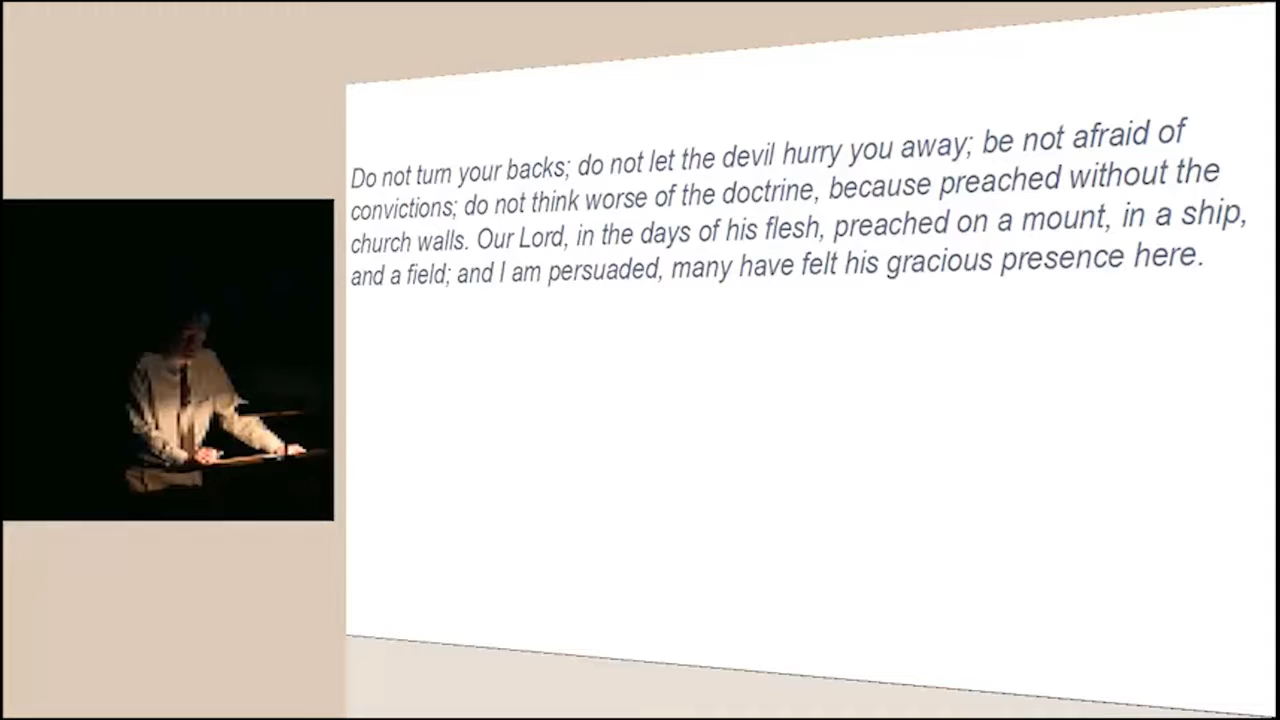 Do not turn your backs; do not let the devil hurry you away; be not afraid of
convictions; do not think worse of the doctrine, because preached without the
church walls. Our Lord, in the days of his flesh, preached on a mount, in a ship,
and a field; and I am persuaded, many have felt his gracious presence here.